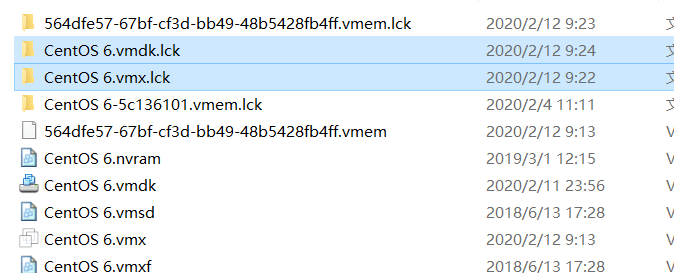 564dfe57-67bf-cf3d-bb49-48b5428fb4ff.vmem.lck 2020/2/12 9:23
CentOS 6.vmdk.lck 2020/2/12 9:24
CentOS 6.vmx.lck 2020/2/12 9:22
CentOS 6-5c136101.vmem.lck 2020/2/4 11:11
564dfe57-67bf-cf3d-bb49-48b5428fb4ff.vmem 2020/2/12 9:13 V
CentOS 6.nvram 2019/3/1 12:15 V
CentOS 6.vmdk 2020/2/11 23:56 V
CentOS 6.vmsd 2018/6/13 17:28 V
CentOS 6.vmx 2020/2/12 9:13 V
CentOS 6.vmxf 2018/6/13 17:28 V